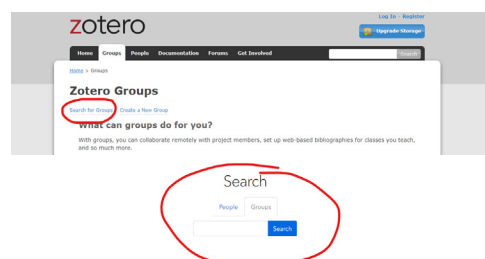 Log In · Register
zotero
Upgrade Storage
Home Groups People Documentation Forums Get Involved Search
Home > Groups
Zotero Groups
Search for Groups · Create a New Group
What can groups do for you?
With groups, you can collaborate remotely with project members, set up web-based bibliographies for classes you teach,
and so much more.
Search
People Groups
Search